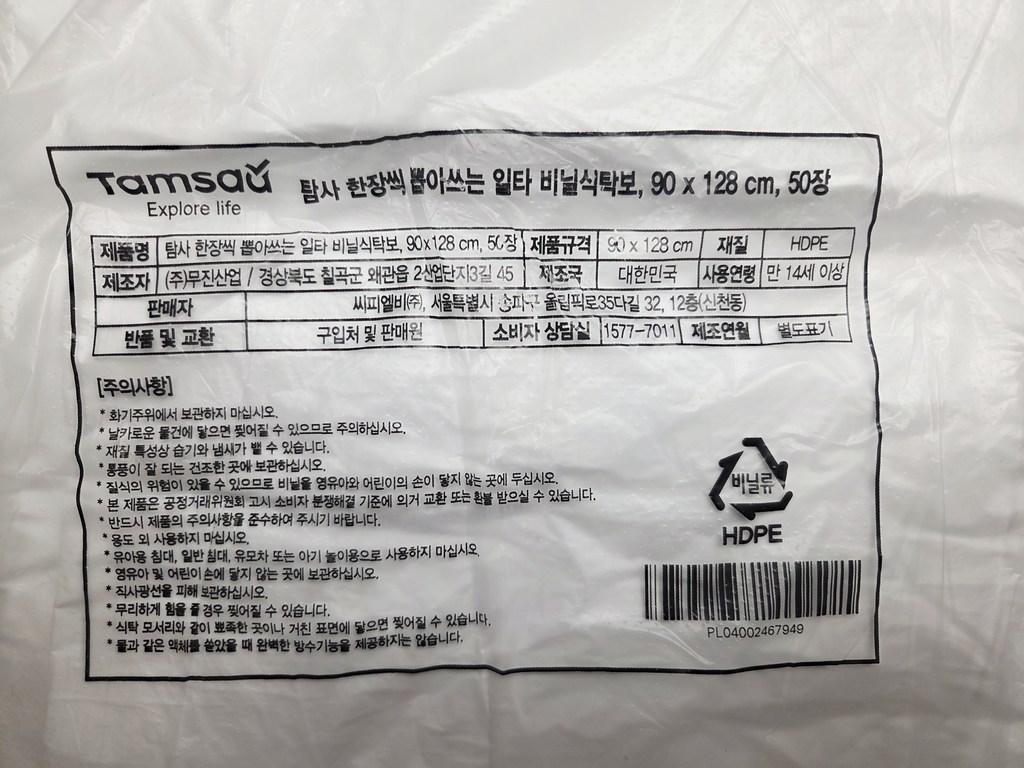 Tamsaa
Explore life
탐사 한장씩 뽑아쓰는 일타 비닐식탁보, 90 x 128 cm, 50장
제품명 탐사 한장씩 뽑아쓰는 일타 비닐식탁보, 90x128 cm, 50장 제품규격 90 x 128 cm 재질 HDPE
제조자 (주)무진산업 / 경상북도 칠곡군 왜관읍 2산업단지3길 45 제조국 대한민국 사용연령 만 14세 이상
판매자 씨피엘비(주), 서울특별시 송파구 올림픽로35다길 32, 12층(신천동)
반품 및 교환 구입처 및 판매원 소비자 상담실 1577-7011 제조연월 별도표기
[주의사항]
* 화기주위에서 보관하지 마십시오.
* 날카로운 물건에 닿으면 찢어질 수 있으므로 주의하십시오.
* 재질 특성상 습기와 냄새가 밸 수 있습니다.
* 통풍이 잘 되는 건조한 곳에 보관하십시오.
* 질식의 위험이 있을 수 있으므로 비닐을 영유아와 어린이의 손이 닿지 않는 곳에 두십시오.
* 본 제품은 공정거래위원회 고시 소비자 분쟁해결 기준에 의거 교환 또는 환불 받으실 수 있습니다.
* 반드시 제품의 주의사항을 준수하여 주시기 바랍니다.
* 용도 외 사용하지 마십시오.
* 유아용 침대, 일반 침대, 유모차 또는 아기 놀이용으로 사용하지 마십시오.
* 영유아 및 어린이 손에 닿지 않는 곳에 보관하십시오.
* 직사광선을 피해 보관하십시오.
* 무리하게 힘을 줄 경우 찢어질 수 있습니다.
* 식탁 모서리와 같이 뾰족한 곳이나 거친 표면에 닿으면 찢어질 수 있습니다.
* 물과 같은 액체를 쏟았을 때 완벽한 방수기능을 제공하지는 않습니다.
비닐류
HDPE
PL04002467949